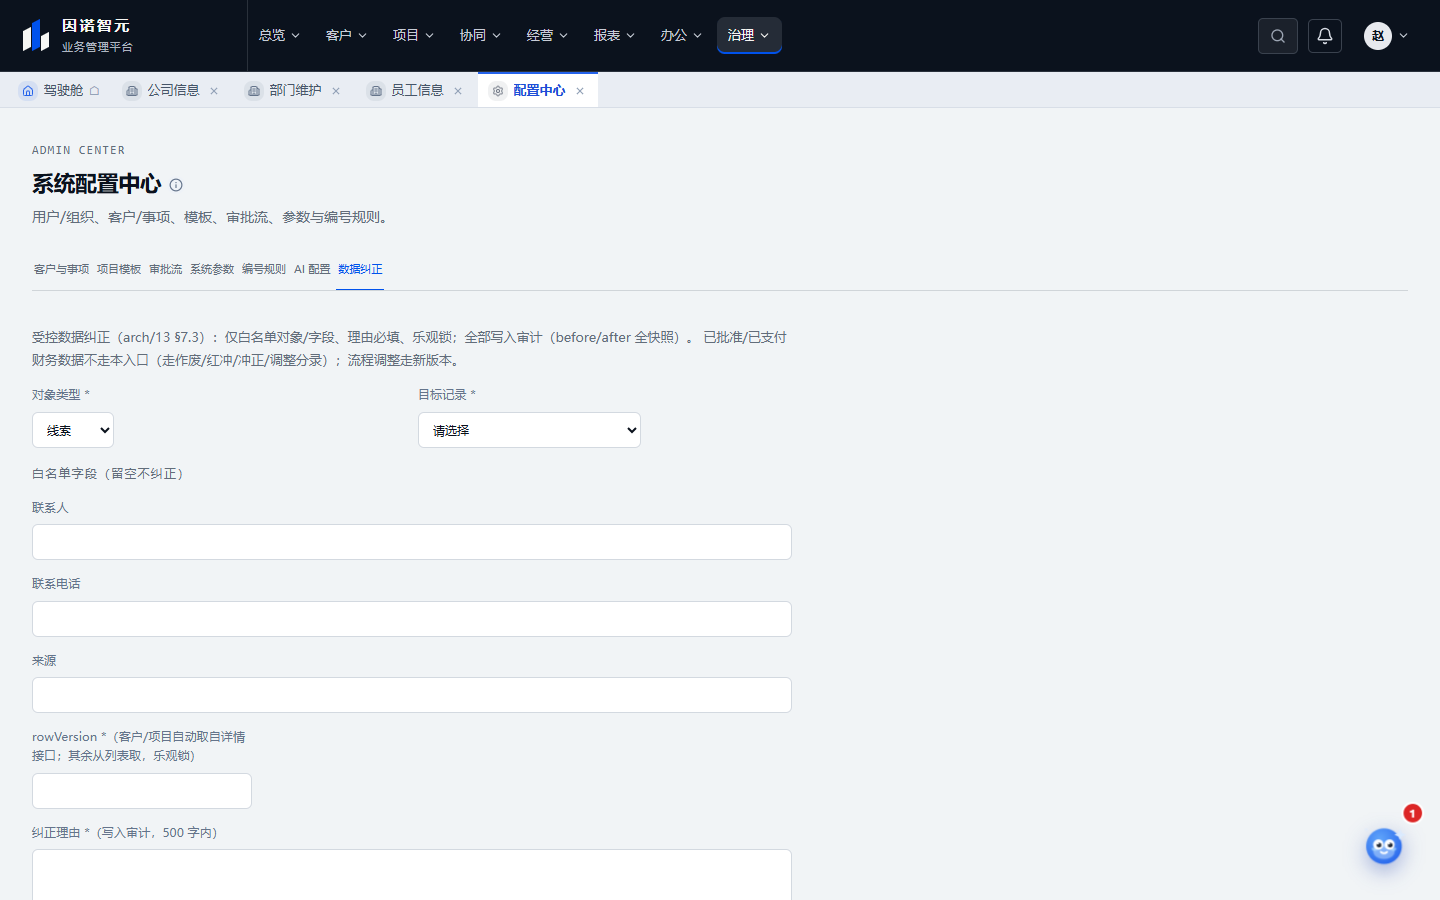 因诺智元
业务管理平台
总览 客户 项目 协同 经营 报表 办公 治理
赵
驾驶舱 公司信息 部门维护 员工信息 配置中心
ADMIN CENTER
系统配置中心
用户/组织、客户/事项、模板、审批流、参数与编号规则。
客户与事项 项目模板 审批流 系统参数 编号规则 AI 配置 数据纠正
受控数据纠正（arch/13 §7.3）：仅白名单对象/字段、理由必填、乐观锁；全部写入审计（before/after 全快照）。 已批准/已支付
财务数据不走本入口（走作废/红冲/冲正/调整分录）；流程调整走新版本。
对象类型 * 目标记录 *
线索 请选择
白名单字段（留空不纠正）
联系人
联系电话
来源
rowVersion *（客户/项目自动取自详情
接口；其余从列表取，乐观锁）
1
纠正理由 *（写入审计，500 字内）